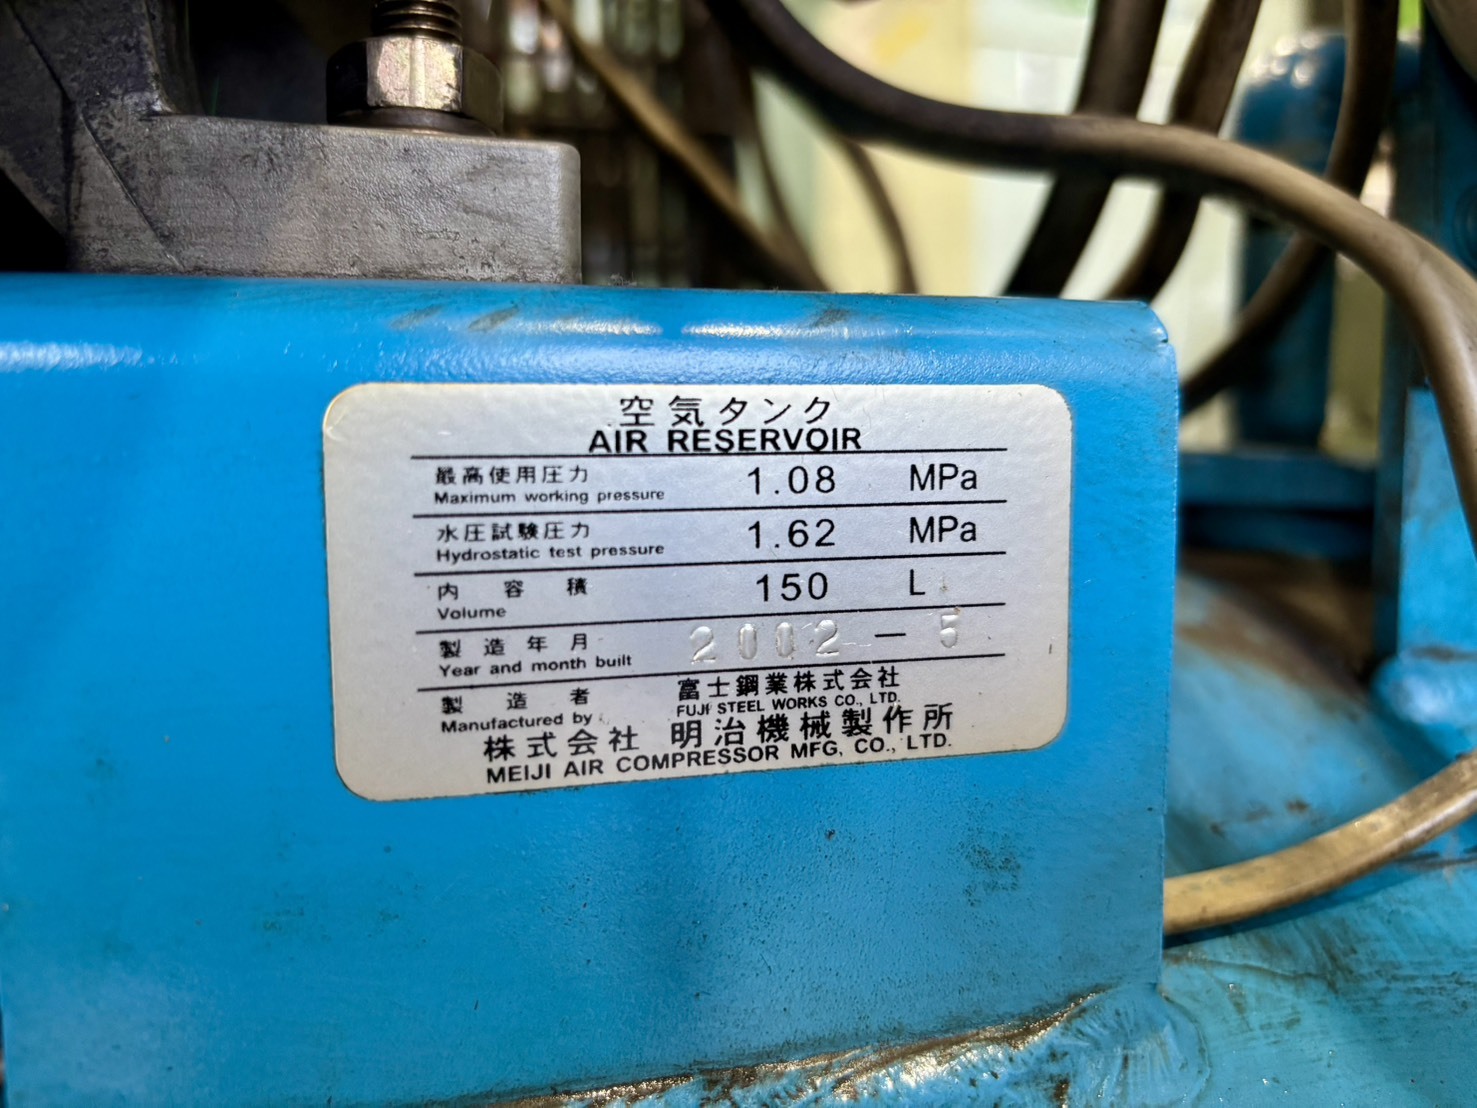 空気タンク
AIR RESERVOIR
最高使用圧力 1.08 MPa
Maximum working pressure
水圧試験圧力 1.62 MPa
Hydrostatic test pressure
内容積 150 L
Volume
製造年月 2002 - 5
Year and month built
製造者 富士鋼業株式会社
Manufactured by FUJI STEEL WORKS CO., LTD.
株式会社 明治機械製作所
MEIJI AIR COMPRESSOR MFG, CO., LTD.